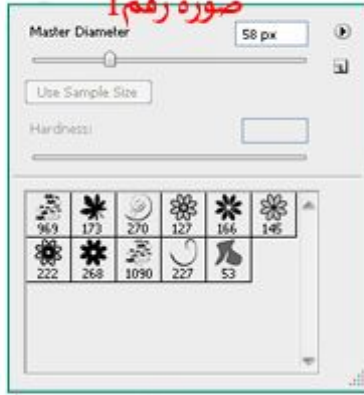 صورة رقم1
Master Diameter 58 px
Use Sample Size
Hardness:
969 173 270 127 166 145
222 268 1090 227 53